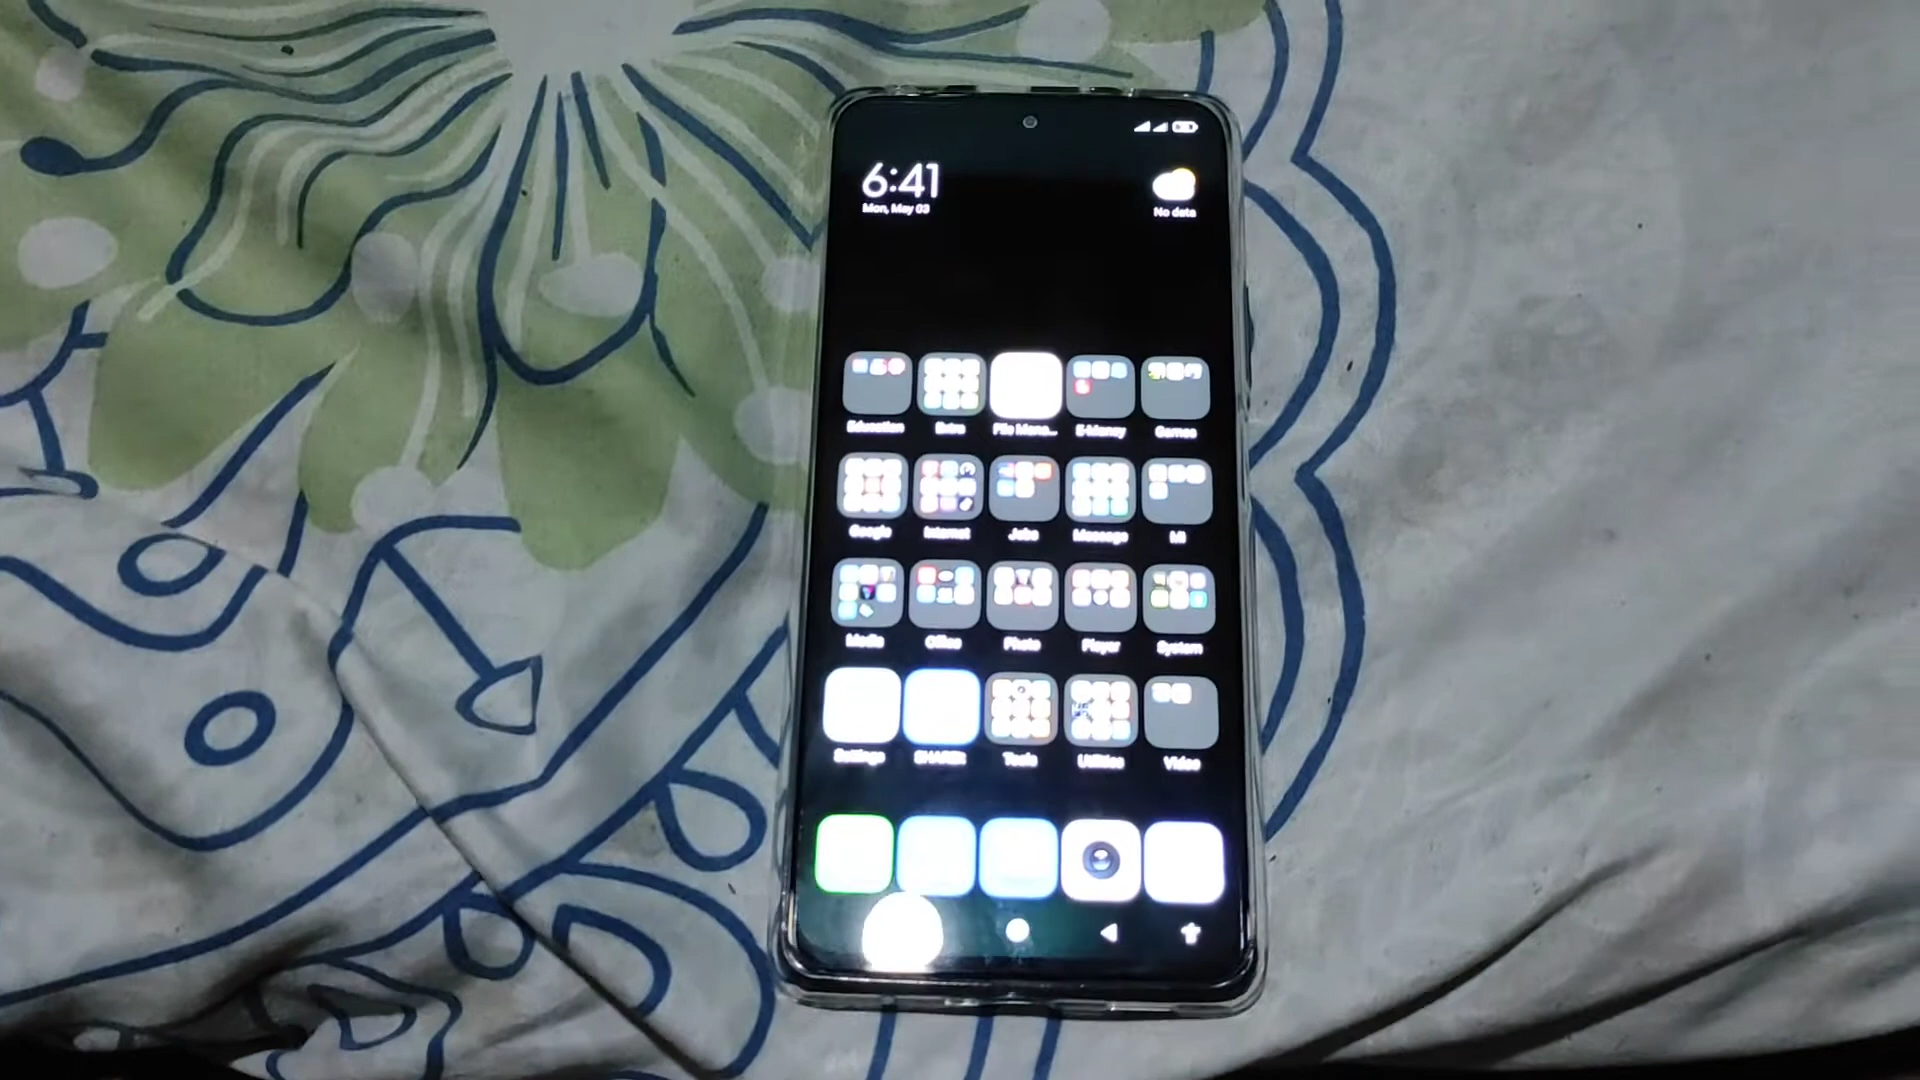 6:41
Mon, May 03
No data
Education
Extra
File Mana...
E-Money
Games
Google
Internet
Jobs
Message
MI
Media
Office
Photo
Player
System
Settings
SHAREit
Tools
Utilities
Video